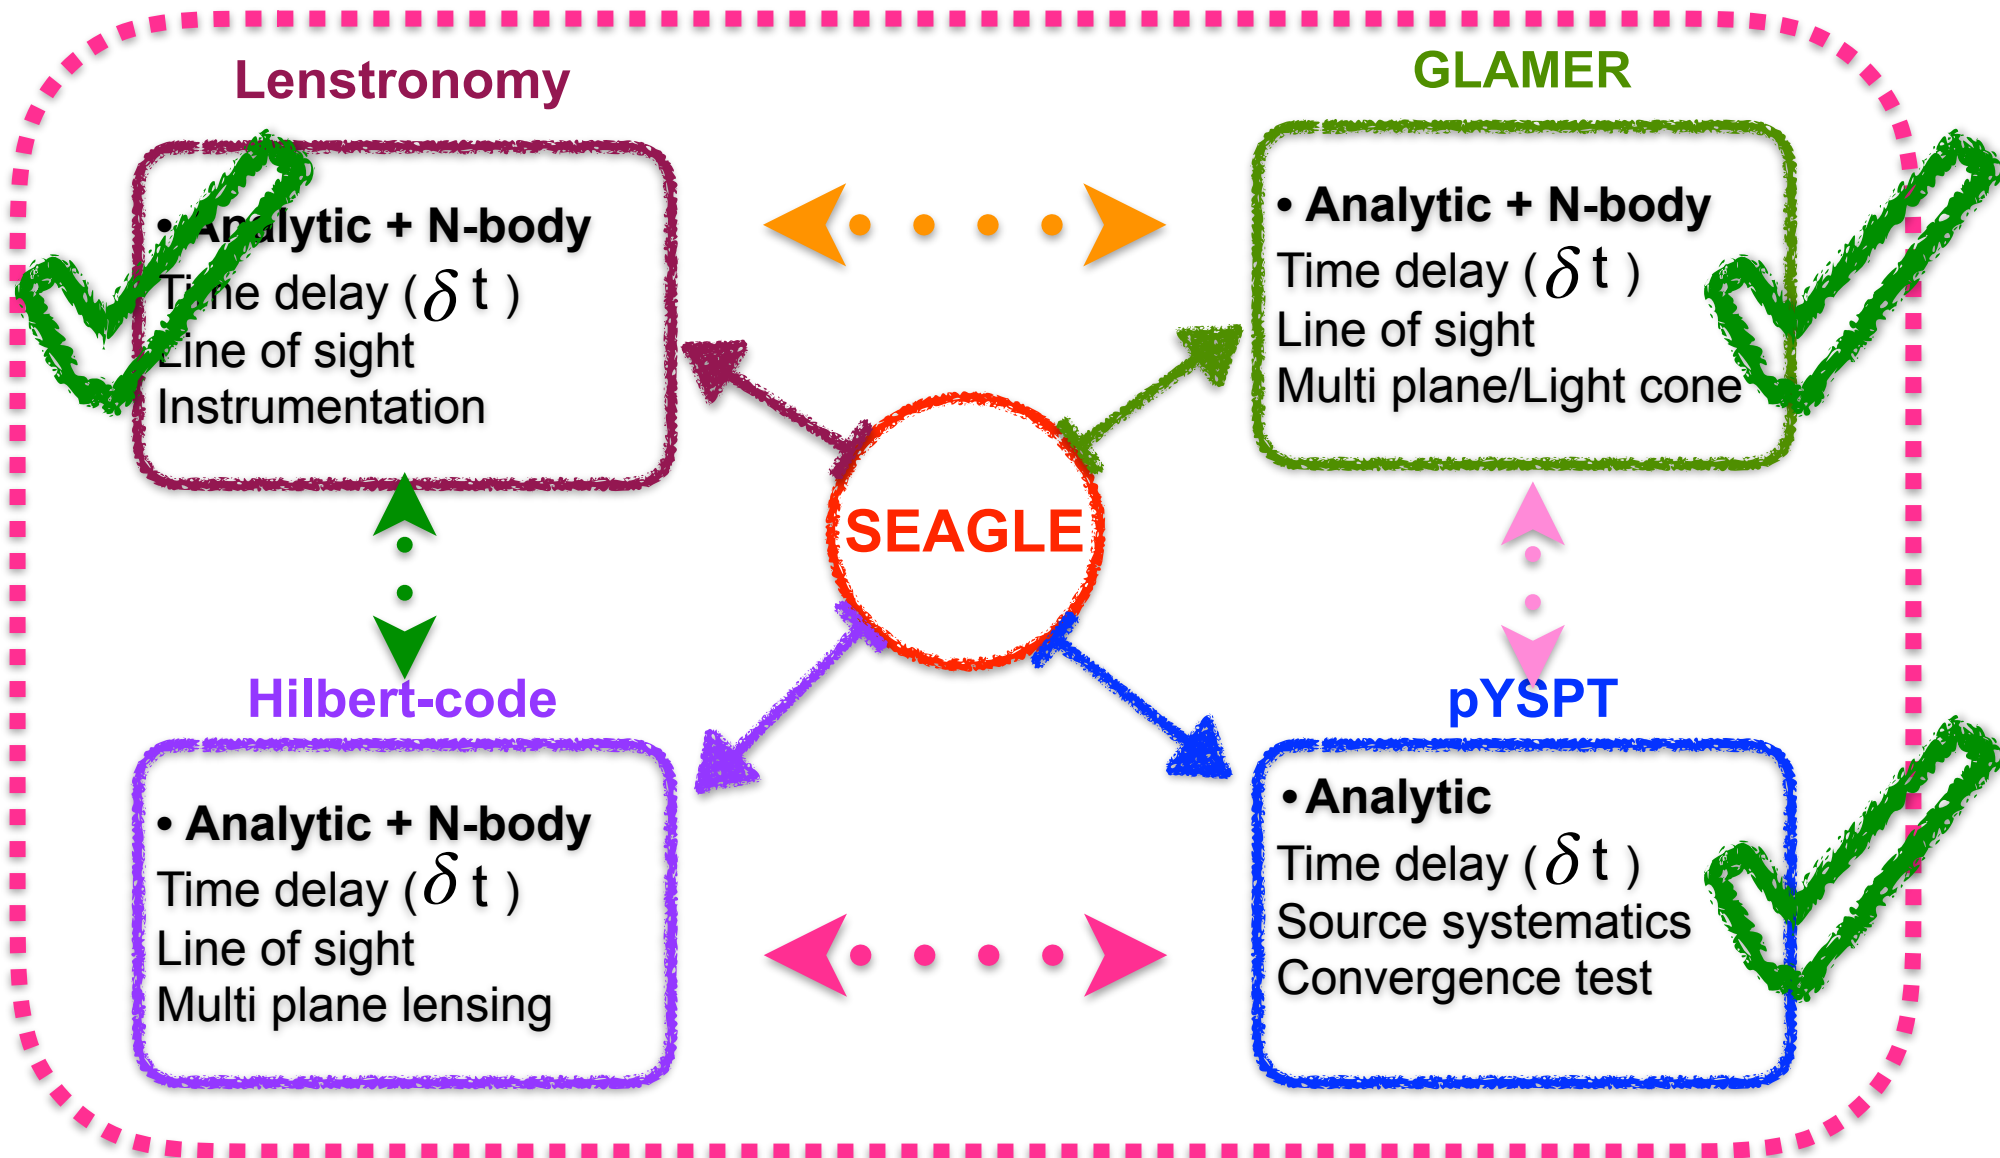 Lenstronomy
• Analytic + N-body
Time delay ( δ t )
Line of sight
Instrumentation
GLAMER
• Analytic + N-body
Time delay ( δ t )
Line of sight
Multi plane/Light cone
SEAGLE
Hilbert-code
• Analytic + N-body
Time delay ( δ t )
Line of sight
Multi plane lensing
pYSPT
• Analytic
Time delay ( δ t )
Source systematics
Convergence test